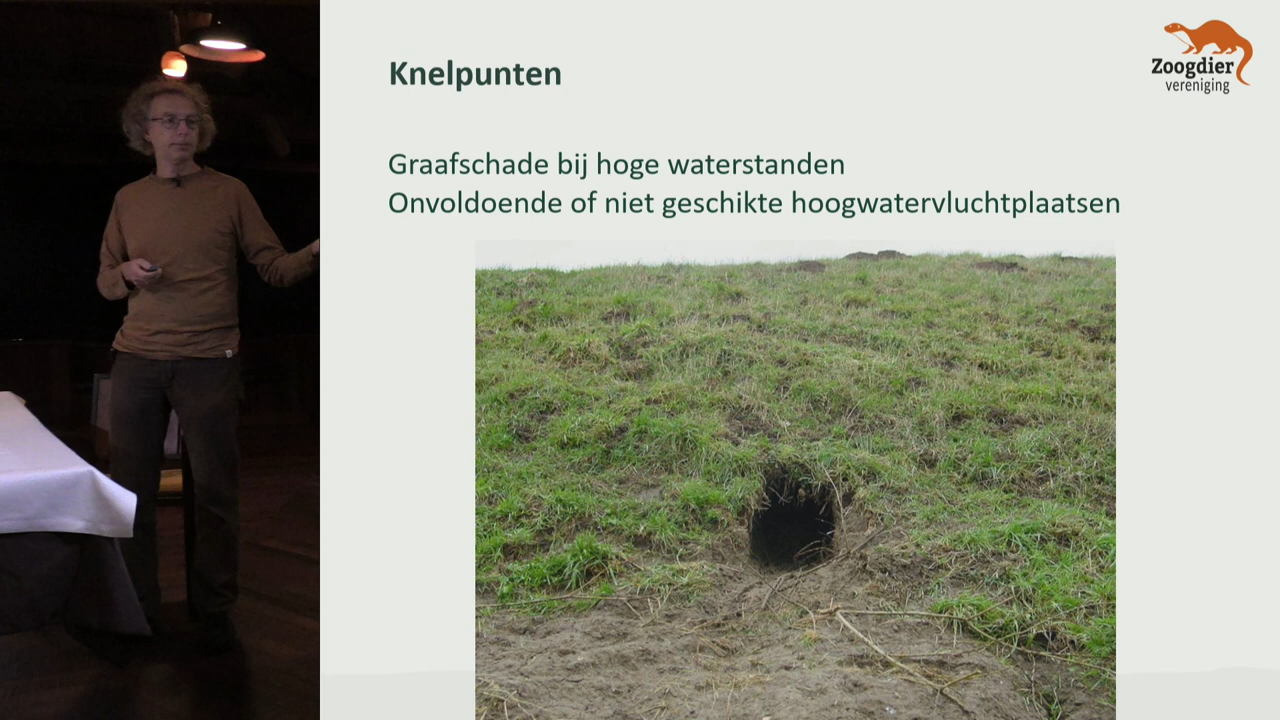 Knelpunten
Zoogdier
vereniging
Graafschade bij hoge waterstanden
Onvoldoende of niet geschikte hoogwatervluchtplaatsen